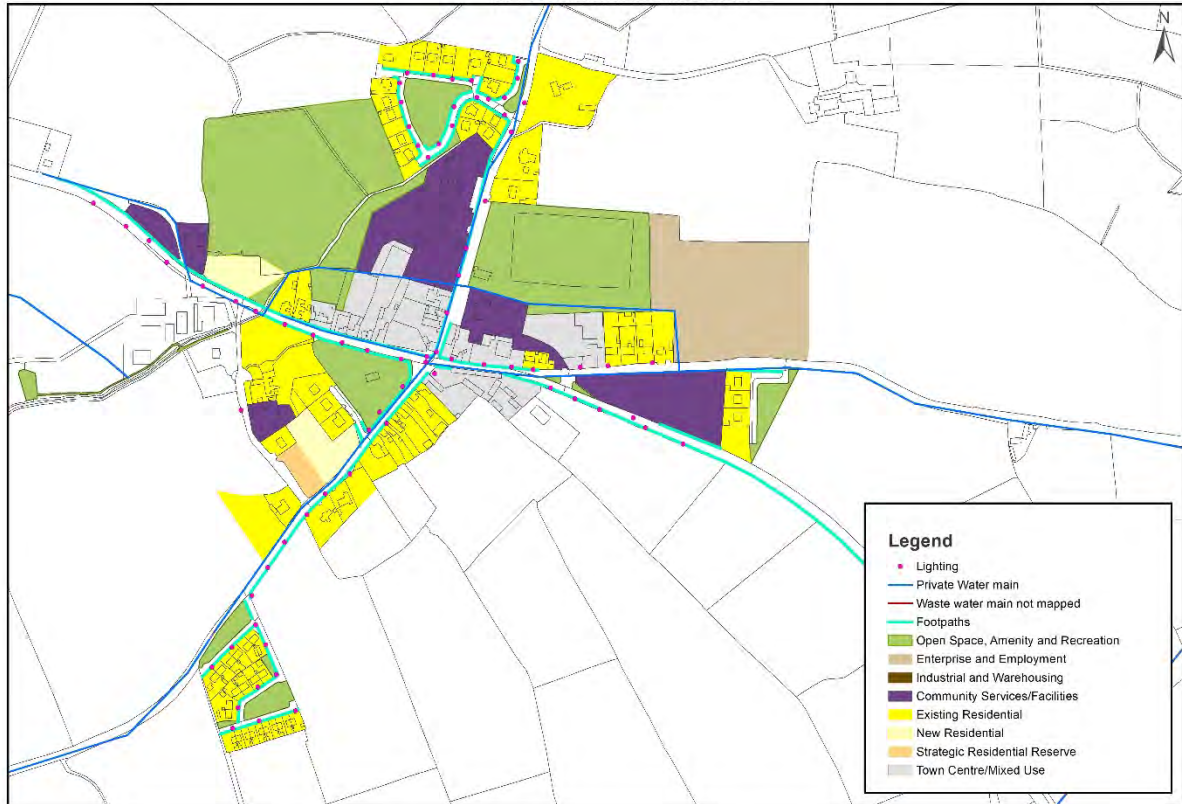 N
Legend
Lighting
Private Water main
Waste water main not mapped
Footpaths
Open Space, Amenity and Recreation
Enterprise and Employment
Industrial and Warehousing
Community Services/Facilities
Existing Residential
New Residential
Strategic Residential Reserve
Town Centre/Mixed Use